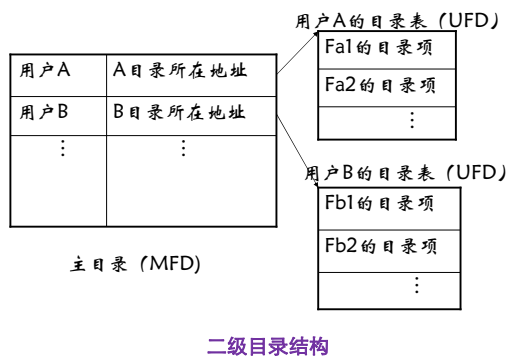 用户A的目录表（UFD）
Fa1的目录项
Fa2的目录项
⋮
用户A A目录所在地址
用户B B目录所在地址
⋮ ⋮
主目录（MFD)
用户B的目录表（UFD）
Fb1的目录项
Fb2的目录项
⋮
二级目录结构